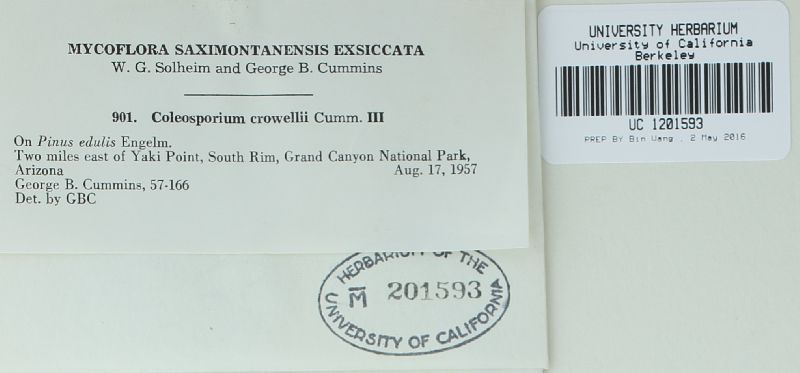 MYCOFLORA SAXIMONTANENSIS EXSICCATA
W. G. Solheim and George B. Cummins
901. Coleosporium crowellii Cumm. III
On Pinus edulis Engelm.
Two miles east of Yaki Point, South Rim, Grand Canyon National Park,
Arizona Aug. 17, 1957
George B. Cummins, 57-166
Det. by GBC
UNIVERSITY HERBARIUM
University of California
Berkeley
UC 1201593
PREP BY Bin Wang . 2 May 2016
HERBARIUM OF THE
M 201593
UNIVERSITY OF CALIFORNIA